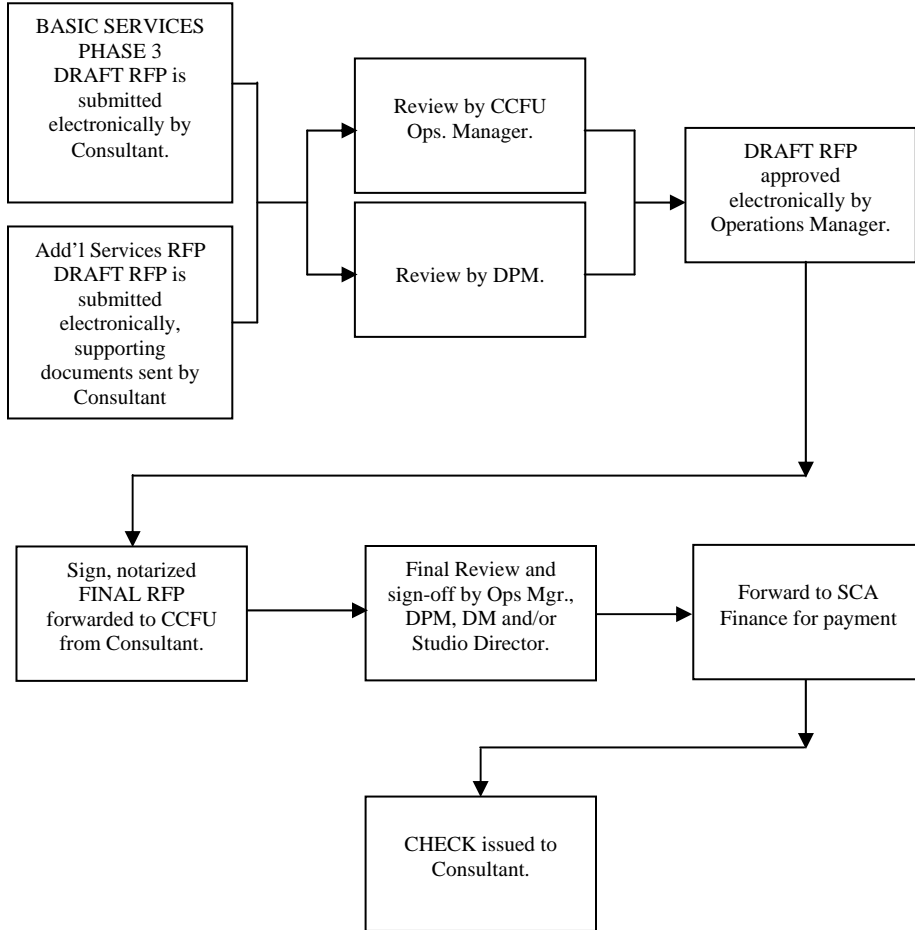 BASIC SERVICES
PHASE 3
DRAFT RFP is
submitted
electronically by
Consultant.
Add’l Services RFP
DRAFT RFP is
submitted
electronically,
supporting
documents sent by
Consultant
Review by CCFU
Ops. Manager.
Review by DPM.
DRAFT RFP
approved
electronically by
Operations Manager.
Sign, notarized
FINAL RFP
forwarded to CCFU
from Consultant.
Final Review and
sign-off by Ops Mgr.,
DPM, DM and/or
Studio Director.
Forward to SCA
Finance for payment
CHECK issued to
Consultant.